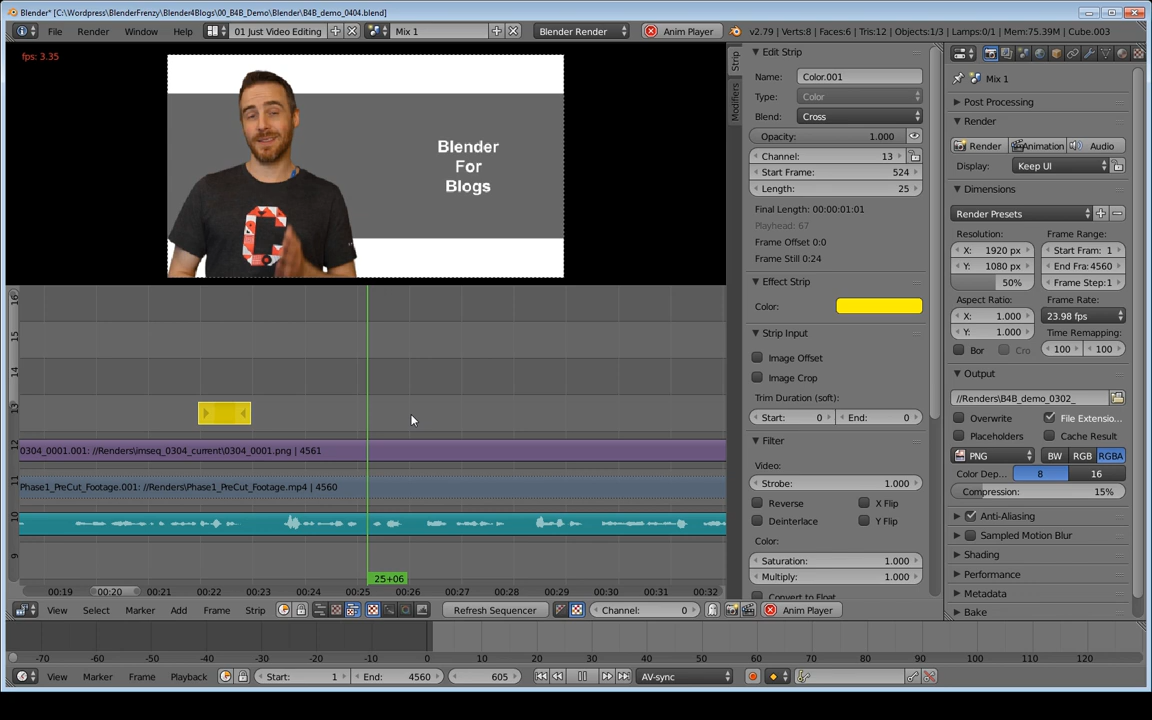 Blender* [C:\Wordpress\BlenderFrenzy\Blender4Blogs\00_B4B_Demo\Blender\B4B_demo_0404.blend]
File Render Window Help 01 Just Video Editing Mix 1 Blender Render Anim Player v2.79 | Verts:8 | Faces:6 | Tris:12 | Objects:1/3 | Lamps:0/1 | Mem:75.39M | Cube.003
fps: 3.35
Blender
For
Blogs
C
16
15
14
13
12
11
10
9
0304_0001.001: //Renders\imseq_0304_current\0304_0001.png | 4561
Phase1_PreCut_Footage.001: //Renders\Phase1_PreCut_Footage.mp4 | 4560
25+06
00:19 00:20 00:21 00:22 00:23 00:24 00:25 00:26 00:27 00:28 00:29 00:30 00:31 00:32
View Select Marker Add Frame Strip Refresh Sequencer Channel: 0 Anim Player
-70 -60 -50 -40 -30 -20 -10 0 10 20 30 40 50 60 70 80 90 100 110 120
View Marker Frame Playback Start: 1 End: 4560 605 AV-sync
Strip
Modifiers
Edit Strip
Name: Color.001
Type: Color
Blend: Cross
Opacity: 1.000
Channel: 13
Start Frame: 524
Length: 25
Final Length: 00:00:01:01
Playhead: 67
Frame Offset 0:0
Frame Still 0:24
Effect Strip
Color:
Strip Input
Image Offset
Image Crop
Trim Duration (soft):
Start: 0 End: 0
Filter
Video:
Strobe: 1.000
Reverse X Flip
Deinterlace Y Flip
Color:
Saturation: 1.000
Multiply: 1.000
Convert to Float
Mix 1
Post Processing
Render
Render Animation Audio
Display: Keep UI
Dimensions
Render Presets
Resolution: Frame Range:
X: 1920 px Start Fram: 1
Y: 1080 px End Fra:4560
50% Frame Step:1
Aspect Ratio: Frame Rate:
X: 1.000 23.98 fps
Y: 1.000 Time Remapping:
Bor Cro 100 100
Output
//Renders\B4B_demo_0302_
Overwrite File Extensio...
Placeholders Cache Result
PNG BW RGB RGBA
Color Dep... 8 16
Compression: 15%
Anti-Aliasing
Sampled Motion Blur
Shading
Performance
Metadata
Bake